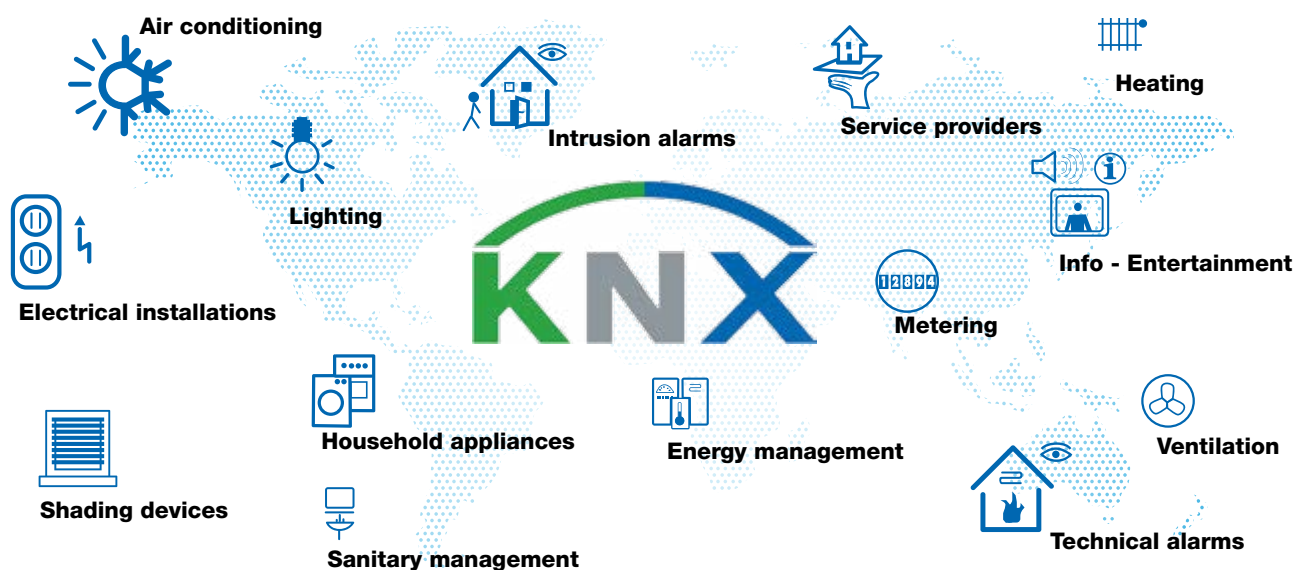 Air conditioning
Heating
Intrusion alarms
Service providers
Lighting
i
KNX
Info - Entertainment
12894
Electrical installations
Metering
Household appliances
Energy management
Ventilation
Shading devices
Technical alarms
Sanitary management